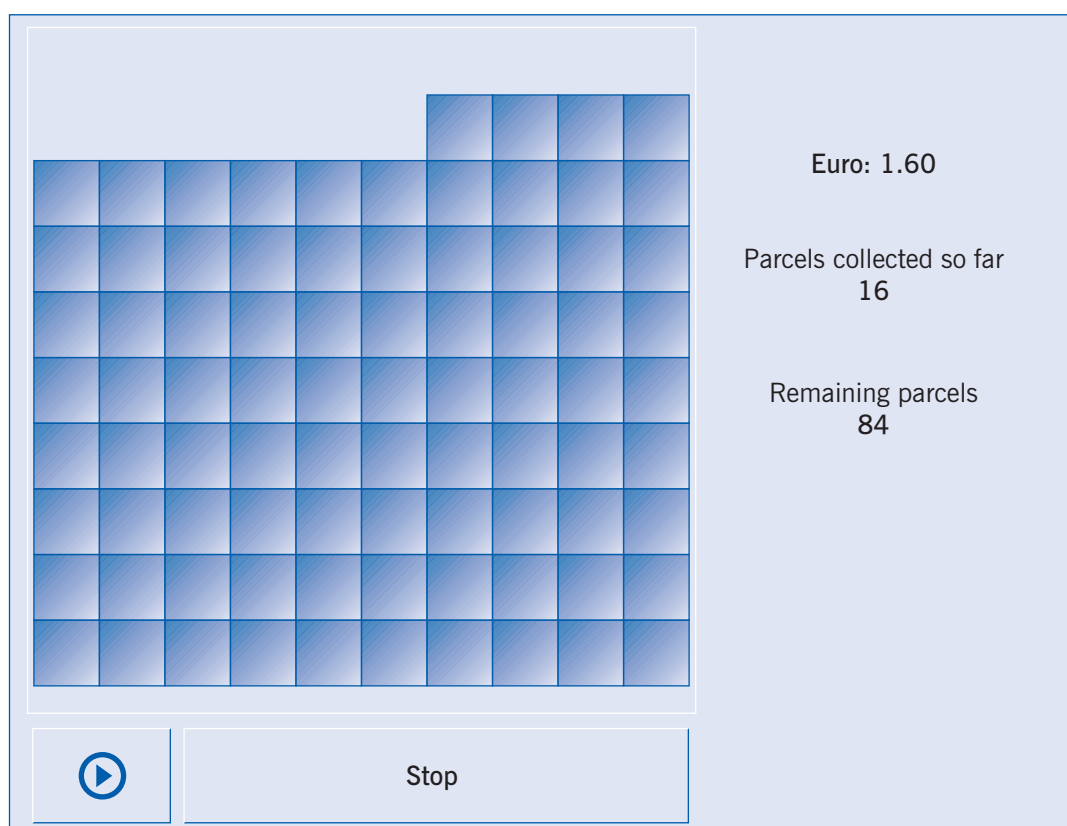 Euro: 1.60
Parcels collected so far
16
Remaining parcels
84
Stop